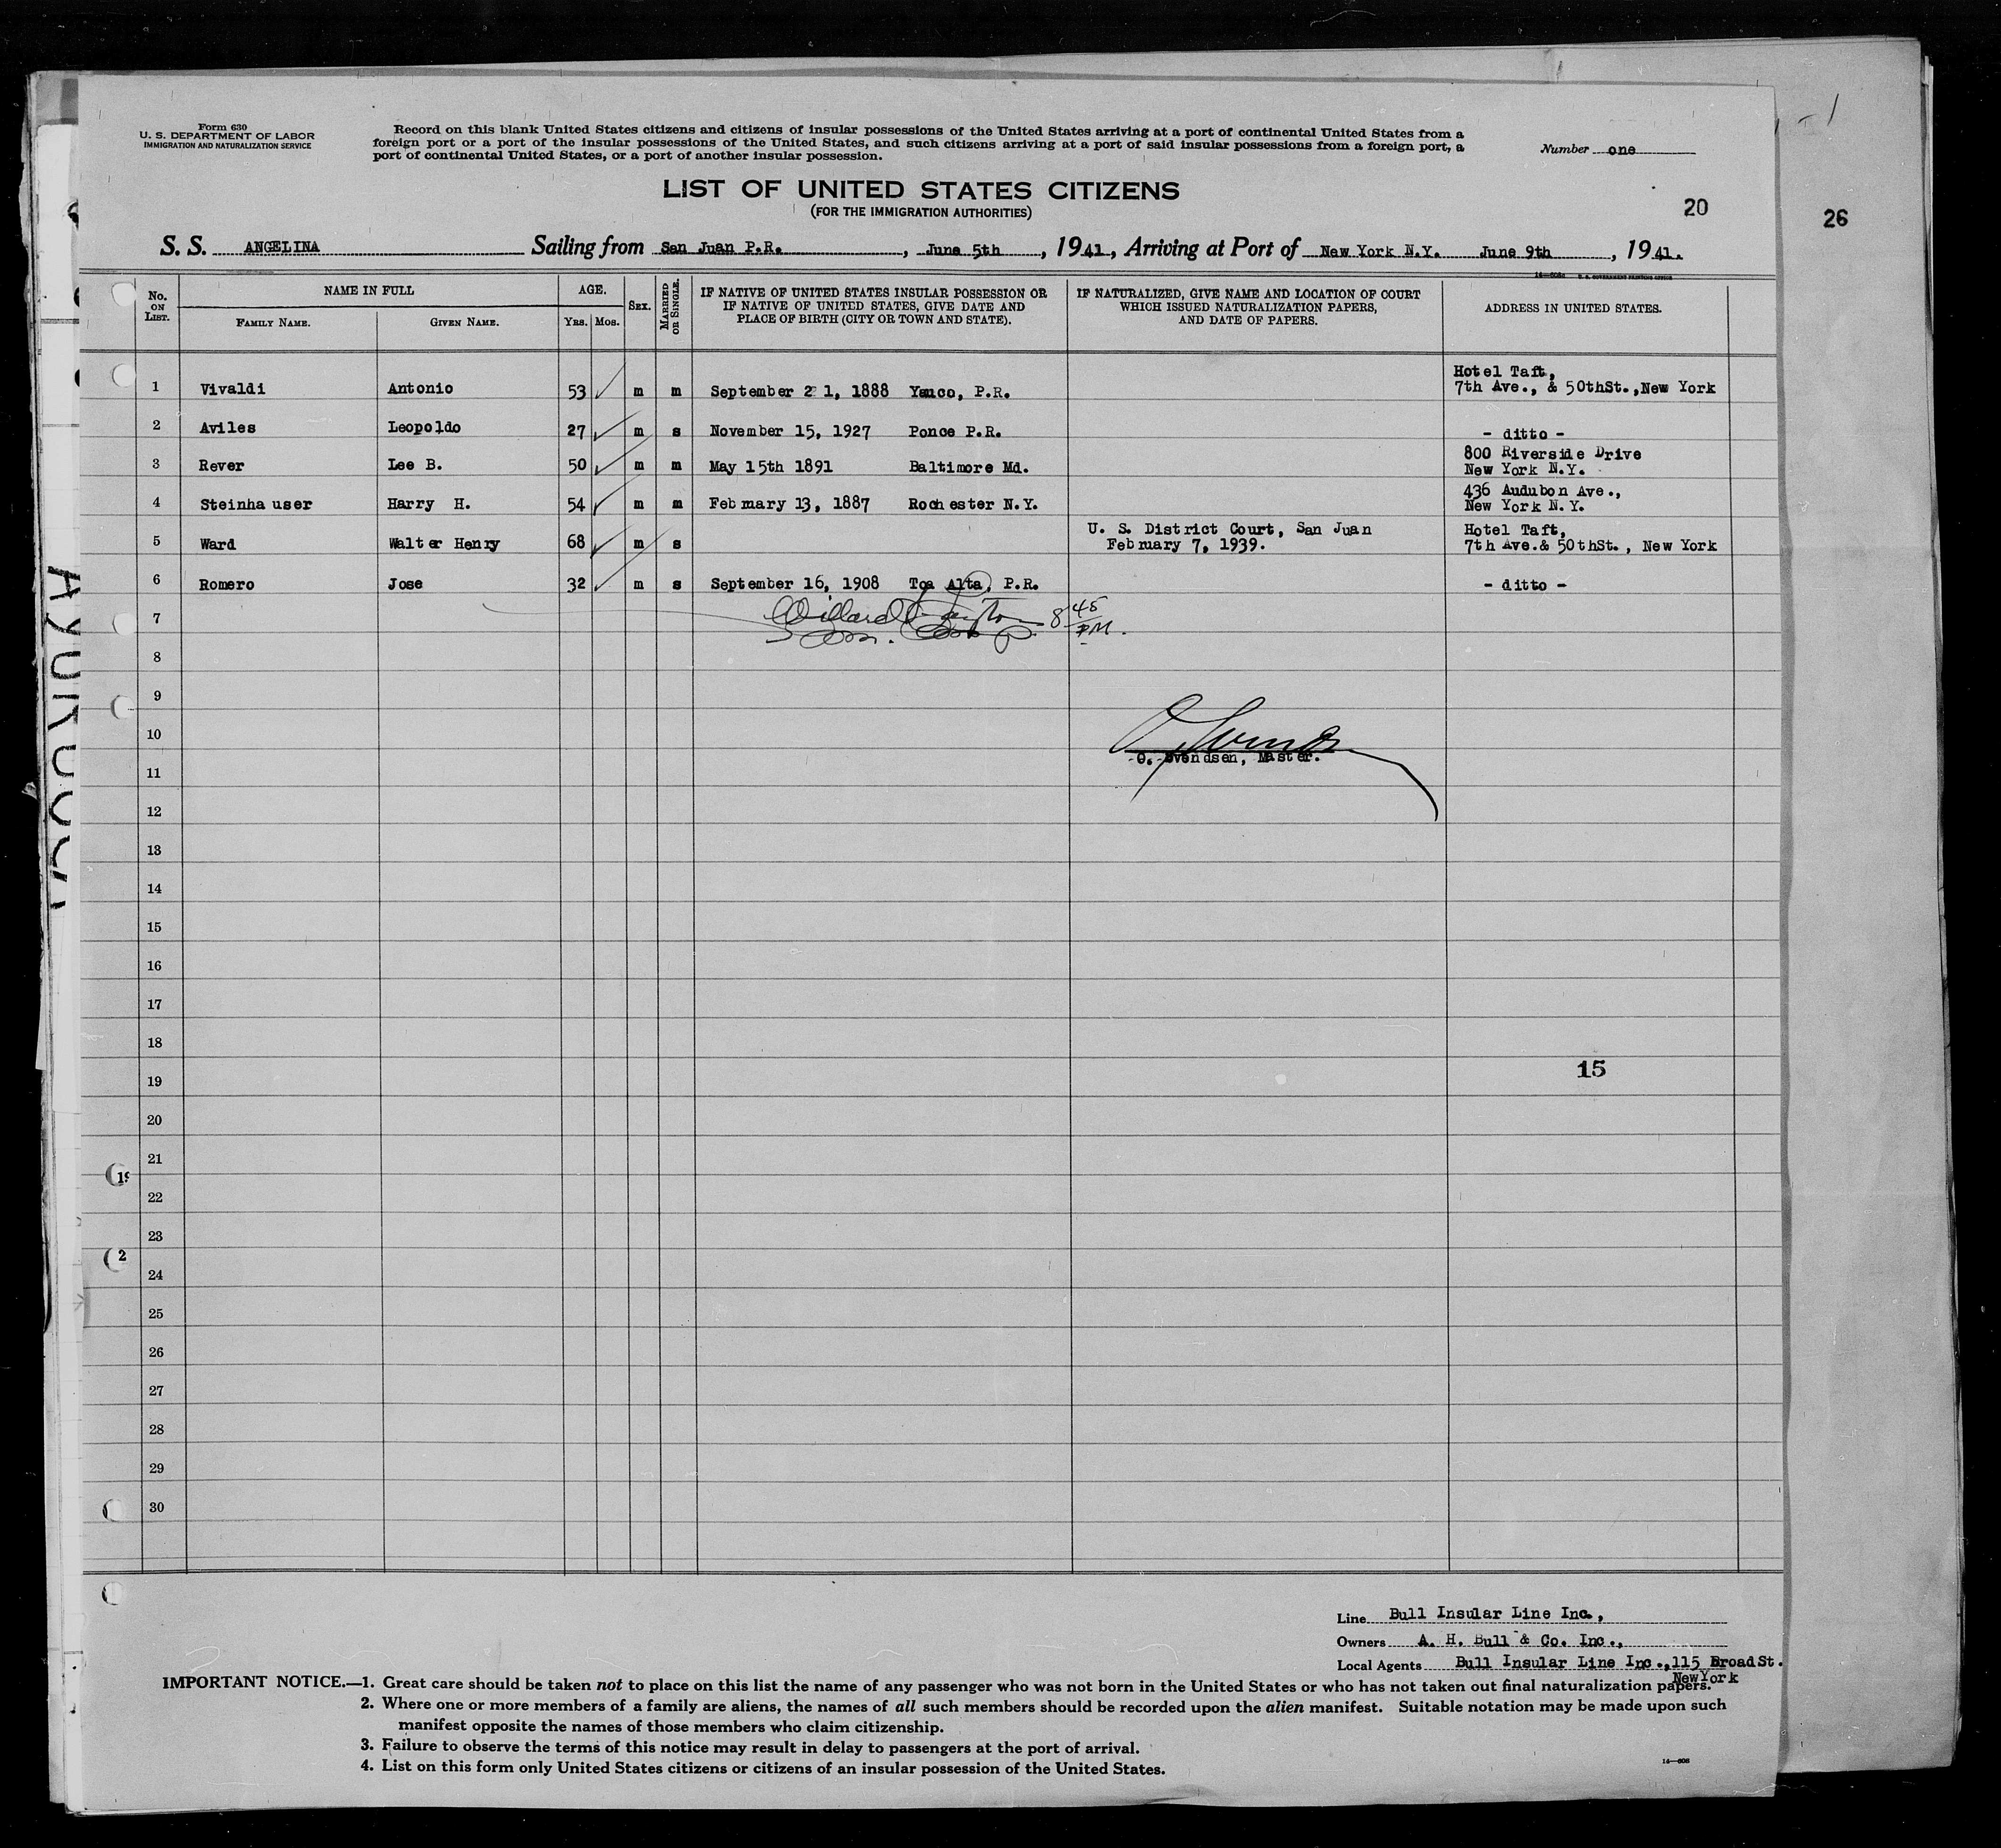 Form 630
U. S. DEPARTMENT OF LABOR
IMMIGRATION AND NATURALIZATION SERVICE
Record on this blank United States citizens and citizens of insular possessions of the United States arriving at a port of continental United States from a
foreign port or a port of the insular possessions of the United States, and such citizens arriving at a port of said insular possessions from a foreign port, a
port of continental United States, or a port of another insular possession.
Number one
LIST OF UNITED STATES CITIZENS
(FOR THE IMMIGRATION AUTHORITIES)
20
26
S. S. ANGELINA Sailing from San Juan P.R. , June 5th , 1941, Arriving at Port of New York N.Y. June 9th , 1941.
No. ON LIST. NAME IN FULL FAMILY NAME. GIVEN NAME. AGE. YRS. MOS. SEX. MARRIED OR SINGLE. IF NATIVE OF UNITED STATES INSULAR POSSESSION OR IF NATIVE OF UNITED STATES, GIVE DATE AND PLACE OF BIRTH (CITY OR TOWN AND STATE). IF NATURALIZED, GIVE NAME AND LOCATION OF COURT WHICH ISSUED NATURALIZATION PAPERS, AND DATE OF PAPERS. ADDRESS IN UNITED STATES.
Hotel Taft,
1 Vivaldi Antonio 53 m m September 21, 1888 Yauco, P.R. 7th Ave., & 50thSt.,New York
2 Aviles Leopoldo 27 m s November 15, 1927 Ponce P.R. - ditto -
800 Riverside Drive
3 Rever Lee B. 50 m m May 15th 1891 Baltimore Md. New York N.Y.
436 Audubon Ave.,
4 Steinhauser Harry H. 54 m m February 13, 1887 Rochester N.Y. New York N.Y.
U. S. District Court, San Juan Hotel Taft,
5 Ward Walter Henry 68 m s February 7, 1939. 7th Ave.& 50thSt., New York
6 Romero Jose 32 m s September 16, 1908 Toa Alta, P.R. - ditto -
7 Willard 8 45 PM.
8
9
10
O. Svendsen, Master.
11
12
13
14
15
16
17
18
15
19
20
21
22
23
24
25
26
27
28
29
30
Line Bull Insular Line Inc.,
Owners A. H. Bull & Co. Inc.,
Local Agents Bull Insular Line Inc.,115 BroadSt.
NewYork
IMPORTANT NOTICE.—1. Great care should be taken not to place on this list the name of any passenger who was not born in the United States or who has not taken out final naturalization papers.
2. Where one or more members of a family are aliens, the names of all such members should be recorded upon the alien manifest. Suitable notation may be made upon such
manifest opposite the names of those members who claim citizenship.
3. Failure to observe the terms of this notice may result in delay to passengers at the port of arrival.
4. List on this form only United States citizens or citizens of an insular possession of the United States.